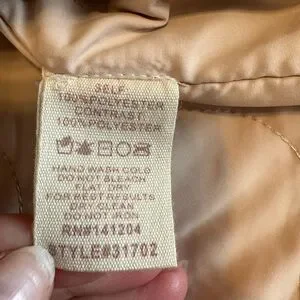 SELF:
100% POLYESTER
CONTRAST:
100% POLYESTER
HAND WASH COLD
DO NOT BLEACH
FLAT DRY
FOR BEST RESULTS
DRY CLEAN
DO NOT IRON
RN#141204
STYLE#31702